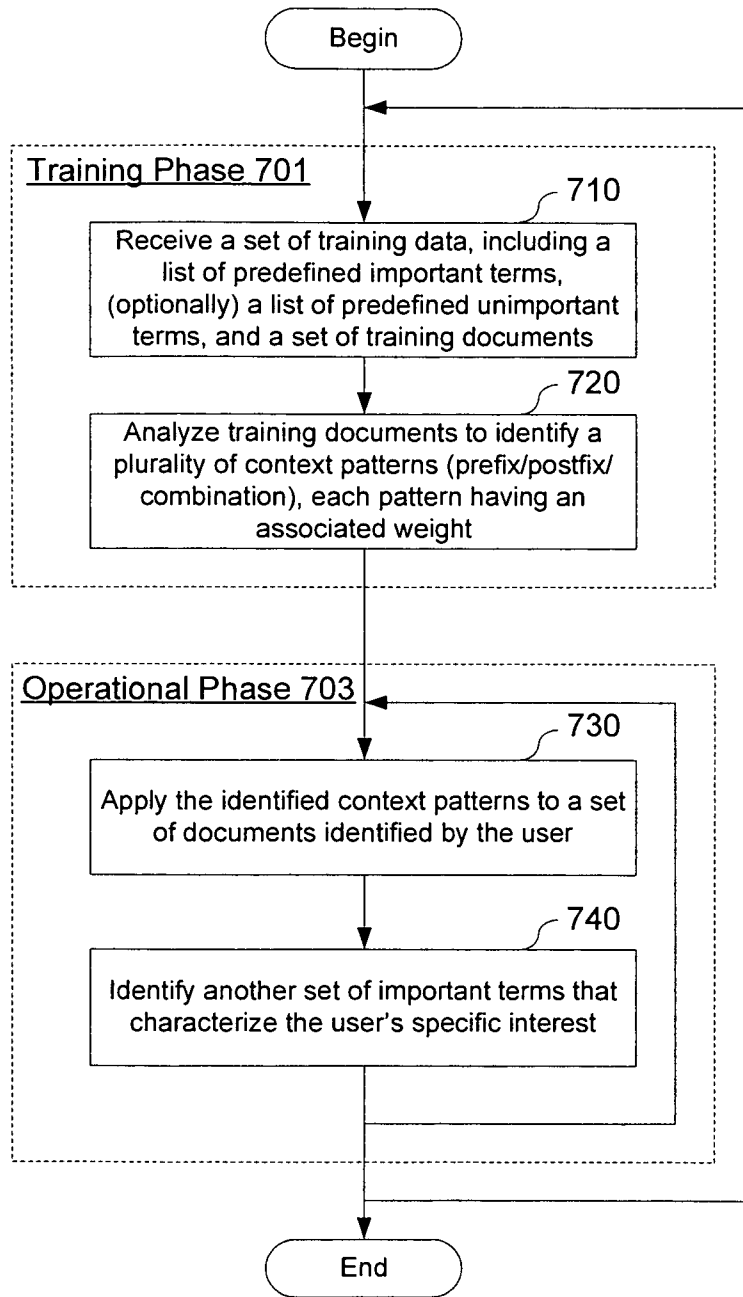 Begin
Training Phase 701
710
Receive a set of training data, including a
list of predefined important terms,
(optionally) a list of predefined unimportant
terms, and a set of training documents
720
Analyze training documents to identify a
plurality of context patterns (prefix/postfix/
combination), each pattern having an
associated weight
Operational Phase 703
730
Apply the identified context patterns to a set
of documents identified by the user
740
Identify another set of important terms that
characterize the user's specific interest
End